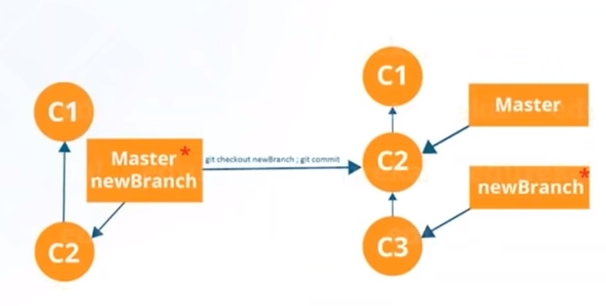 C1
Master *
newBranch
C2
git checkout newBranch ; git commit
C1
C2
C3
Master
newBranch *